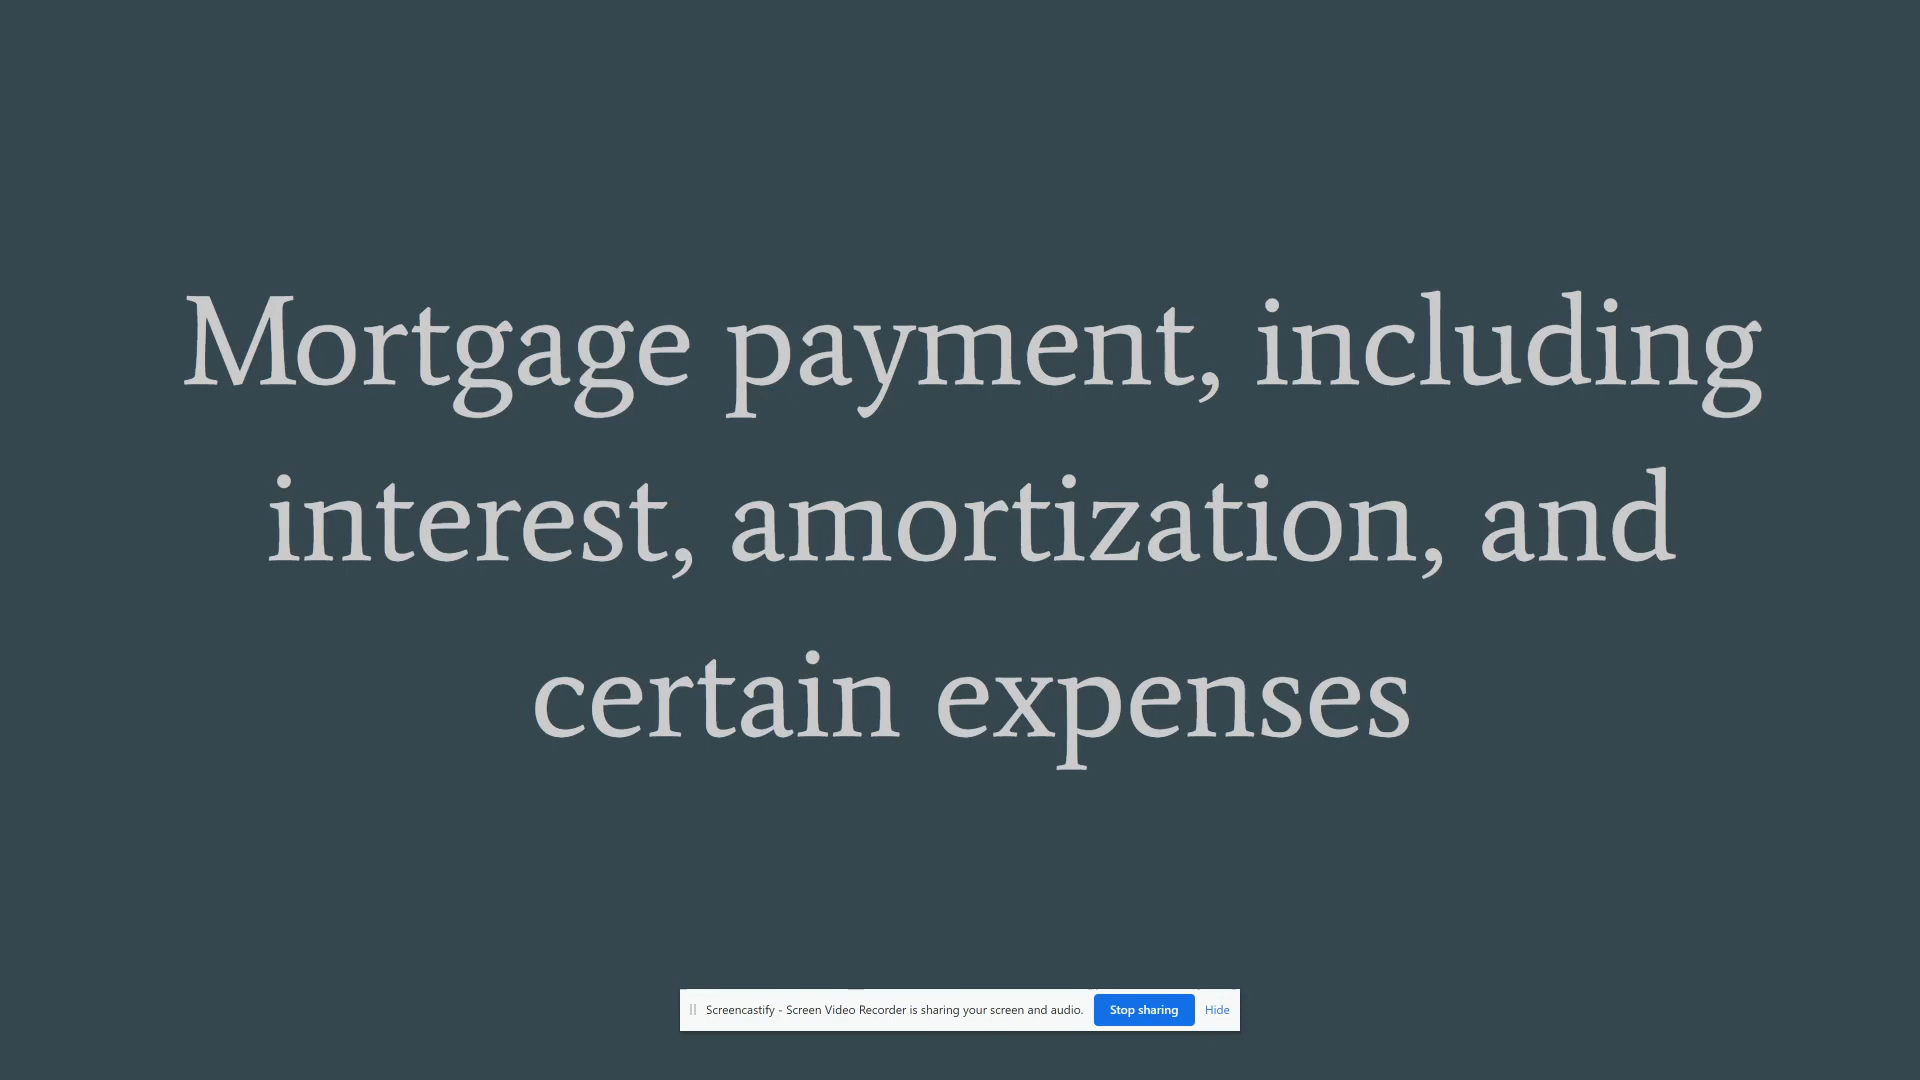 Mortgage payment, including
interest, amortization, and
certain expenses
Screencastify - Screen Video Recorder is sharing your screen and audio. Stop sharing Hide